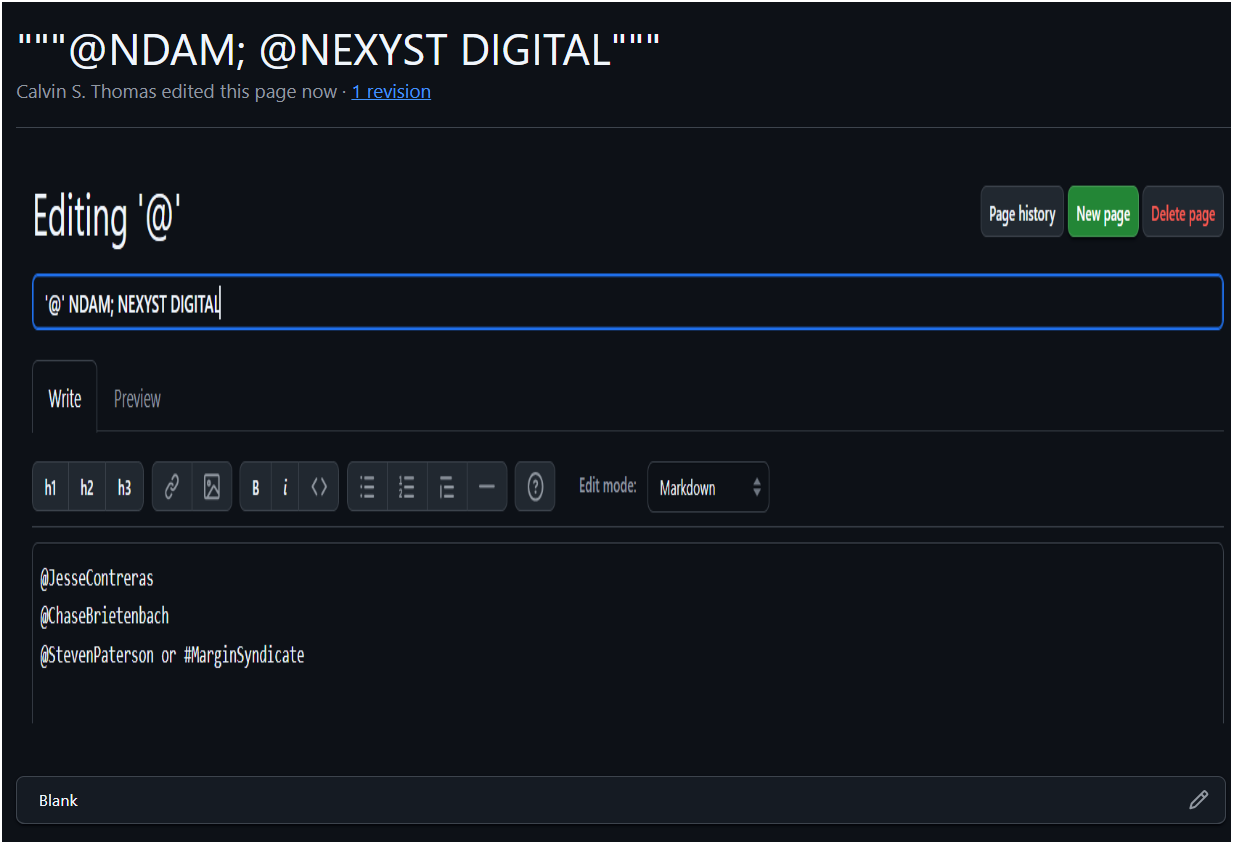 """@NDAM; @NEXYST DIGITAL"""
Calvin S. Thomas edited this page now · 1 revision
Editing '@'
Page history New page Delete page
'@' NDAM; NEXYST DIGITAL
Write Preview
h1 h2 h3 B i <> ? Edit mode: Markdown
@JesseContreras
@ChaseBrietenbach
@StevenPaterson or #MarginSyndicate
Blank